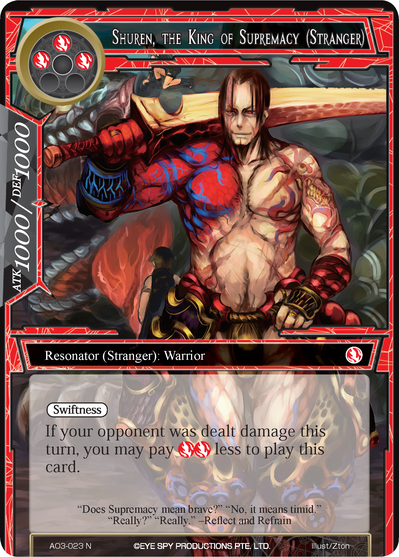 Shuren, the King of Supremacy (Stranger)
ATK 1000 / DEF 1000
Resonator (Stranger): Warrior
Swiftness
If your opponent was dealt damage this
turn, you may pay less to play this
card.
"Does Supremacy mean brave?" "No, it means timid."
"Really?" "Really." –Reflect and Refrain
A03-023 N
©EYE SPY PRODUCTIONS PTE. LTD.
Illust/Zton